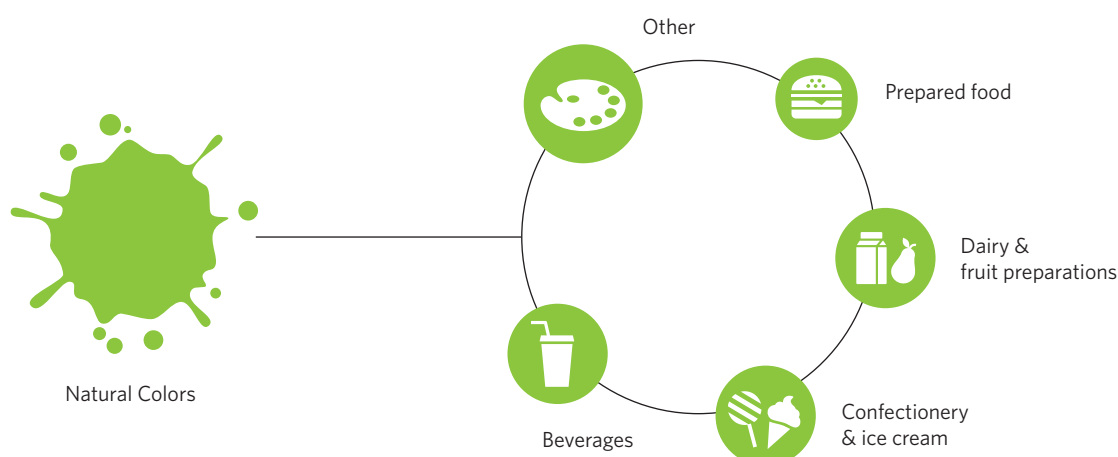 Other
Prepared food
Dairy &
fruit preparations
Natural Colors
Confectionery
& ice cream
Beverages